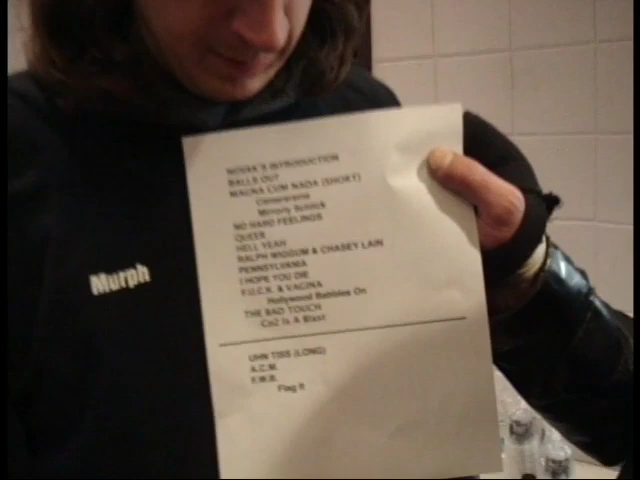 NOVAK'S INTRODUCTION
BALLS OUT
MAGNA CUM NADA (SHORT)
Camerarama
Minority Schtick
NO HARD FEELINGS
QUEER
HELL YEAH
RALPH WIGGUM & CHASEY LAIN
PENNSYLVANIA
I HOPE YOU DIE
F.U.C.K. & VAGINA
Hollywood Babbles On
THE BAD TOUCH
Co2 Is A Blast
UHN TISS (LONG)
A.C.M.
F.W.B.
Flag It
Murph